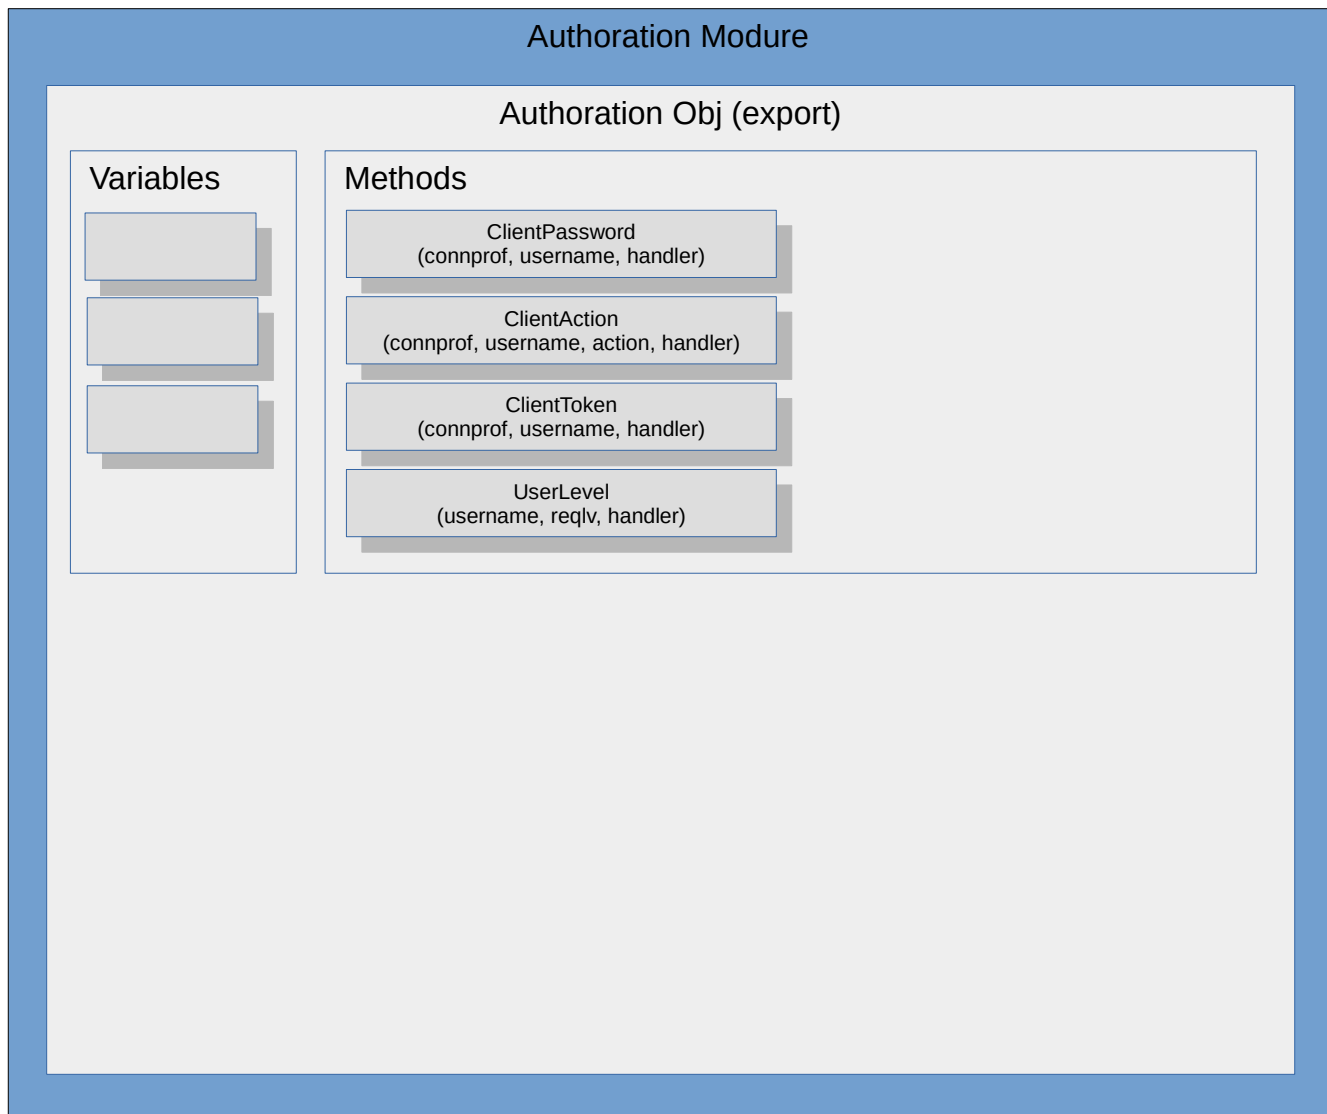 Authoration Modure
Authoration Obj (export)
Variables
Methods
ClientPassword
(connprof, username, handler)
ClientAction
(connprof, username, action, handler)
ClientToken
(connprof, username, handler)
UserLevel
(username, reqlv, handler)